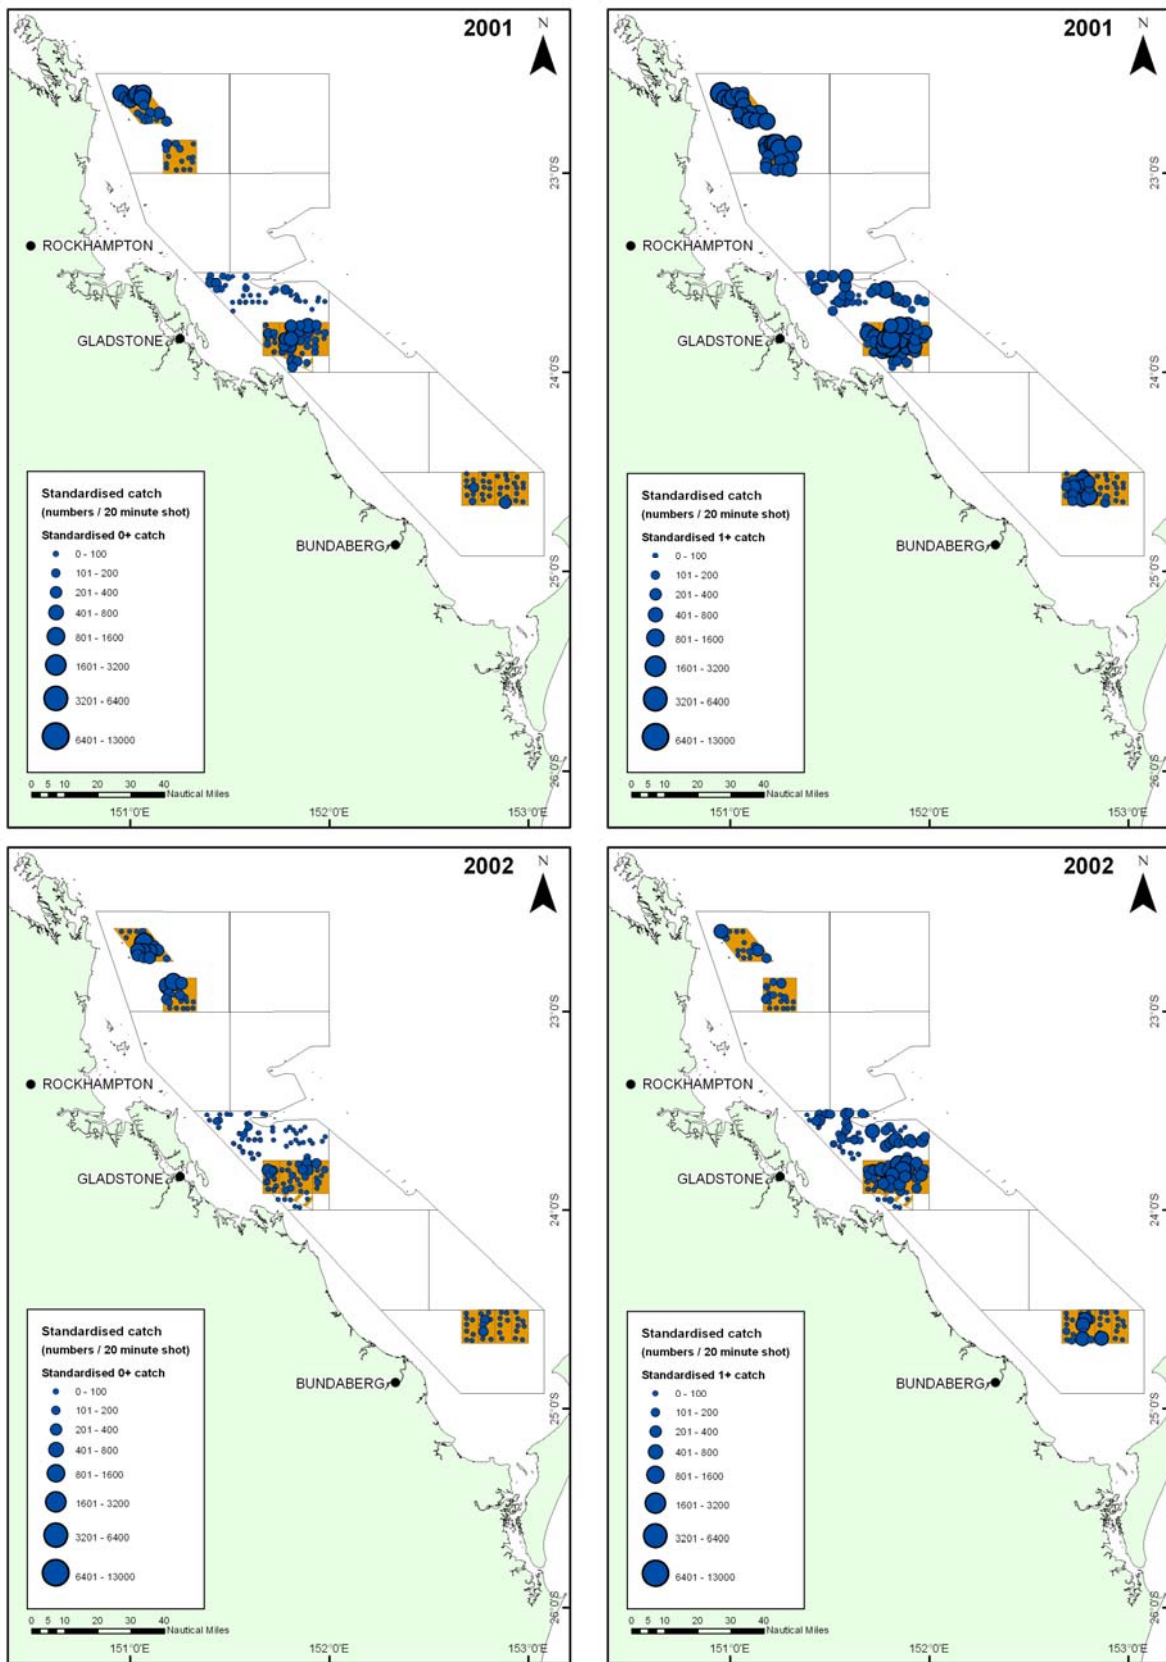 2001
N
23°0'S
ROCKHAMPTON
GLADSTONE
24°0'S
Standardised catch
(numbers / 20 minute shot)
Standardised 0+ catch
0 - 100
101 - 200
201 - 400
401 - 800
801 - 1600
1601 - 3200
3201 - 6400
6401 - 13000
BUNDABERG
25°0'S
26°0'S
0 5 10 20 30 40
Nautical Miles
151°0'E 152°0'E 153°0'E
2001
N
23°0'S
ROCKHAMPTON
GLADSTONE
24°0'S
Standardised catch
(numbers / 20 minute shot)
Standardised 1+ catch
0 - 100
101 - 200
201 - 400
401 - 800
801 - 1600
1601 - 3200
3201 - 6400
6401 - 13000
BUNDABERG
25°0'S
26°0'S
0 5 10 20 30 40
Nautical Miles
151°0'E 152°0'E 153°0'E
2002
N
23°0'S
ROCKHAMPTON
GLADSTONE
24°0'S
Standardised catch
(numbers / 20 minute shot)
Standardised 0+ catch
0 - 100
101 - 200
201 - 400
401 - 800
801 - 1600
1601 - 3200
3201 - 6400
6401 - 13000
BUNDABERG
25°0'S
26°0'S
0 5 10 20 30 40
Nautical Miles
151°0'E 152°0'E 153°0'E
2002
N
23°0'S
ROCKHAMPTON
GLADSTONE
24°0'S
Standardised catch
(numbers / 20 minute shot)
Standardised 1+ catch
0 - 100
101 - 200
201 - 400
401 - 800
801 - 1600
1601 - 3200
3201 - 6400
6401 - 13000
BUNDABERG
25°0'S
26°0'S
0 5 10 20 30 40
Nautical Miles
151°0'E 152°0'E 153°0'E